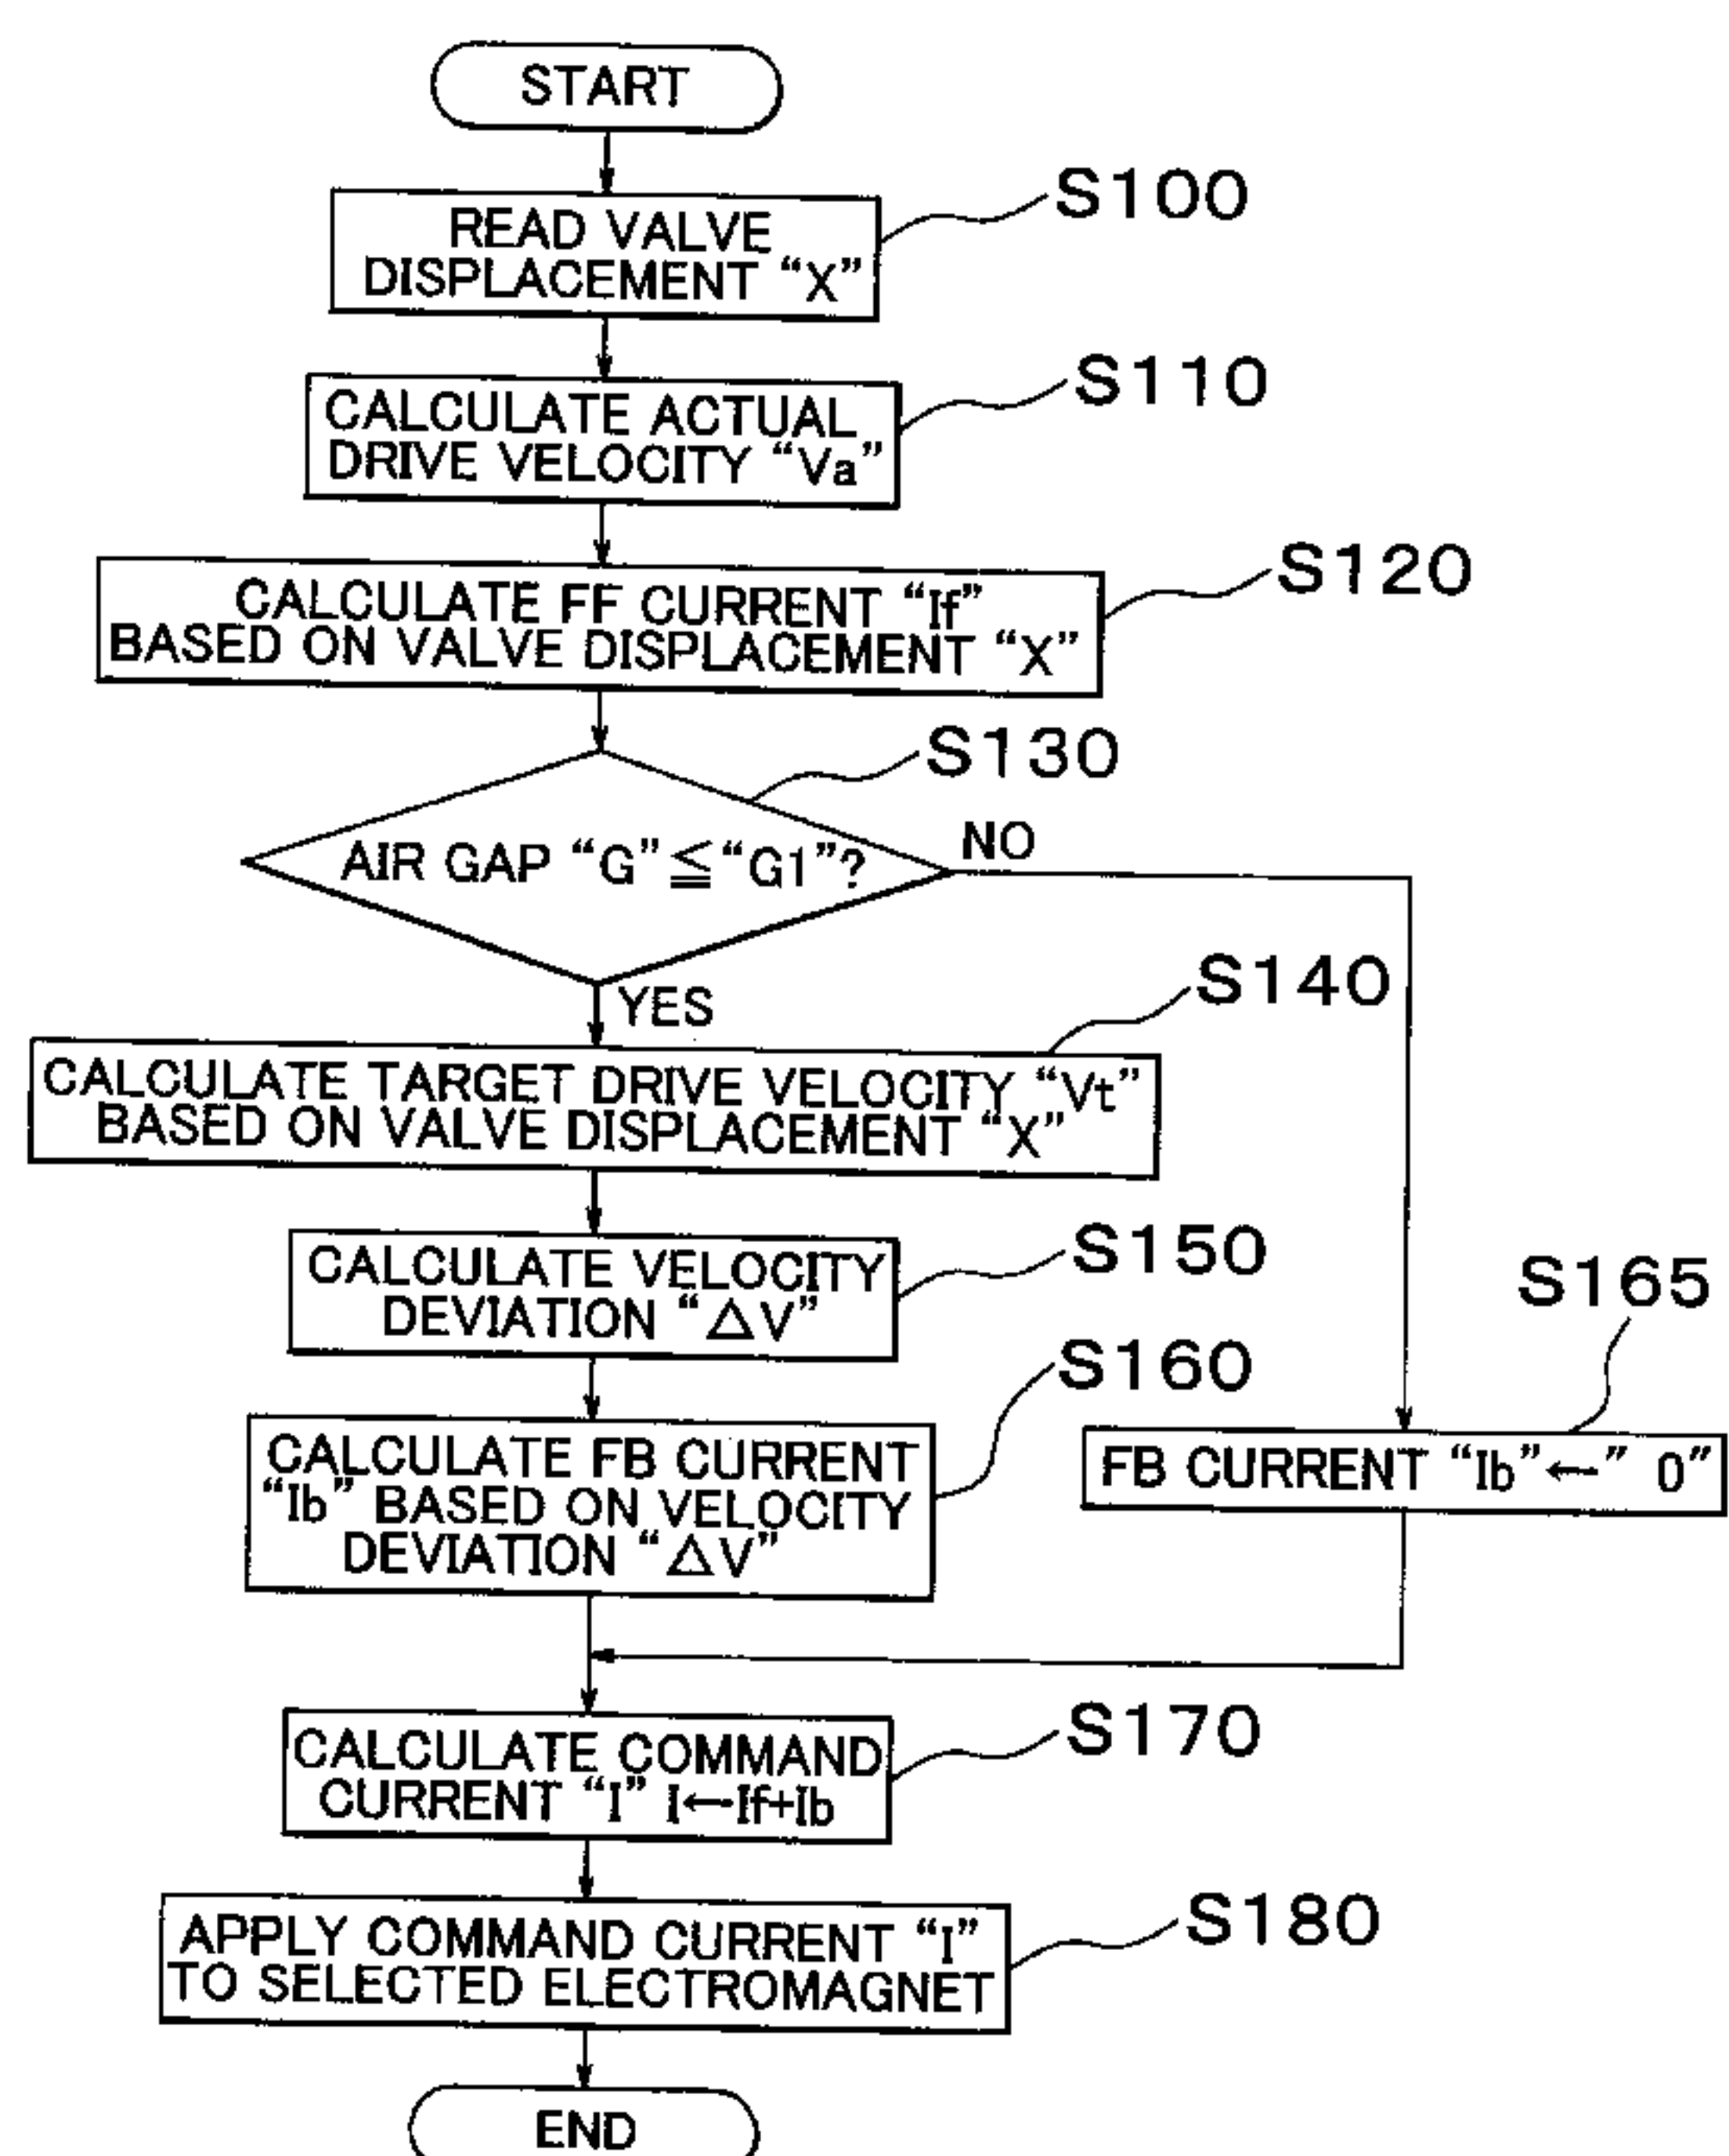 START
S100
READ VALVE
DISPLACEMENT “X”
S110
CALCULATE ACTUAL
DRIVE VELOCITY “Va”
S120
CALCULATE FF CURRENT “If”
BASED ON VALVE DISPLACEMENT “X”
S130
AIR GAP “G”≦“G1”?
NO
YES
S140
CALCULATE TARGET DRIVE VELOCITY “Vt”
BASED ON VALVE DISPLACEMENT “X”
S150
CALCULATE VELOCITY
DEVIATION “△V”
S160
CALCULATE FB CURRENT
“Ib” BASED ON VELOCITY
DEVIATION “△V”
S165
FB CURRENT “Ib”←” 0”
S170
CALCULATE COMMAND
CURRENT “I” I←If+Ib
S180
APPLY COMMAND CURRENT “I”
TO SELECTED ELECTROMAGNET
END